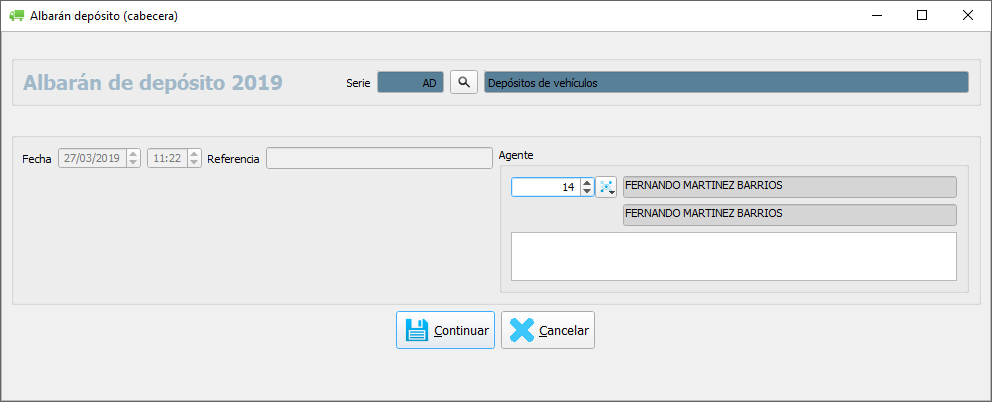 Albarán depósito (cabecera)
Albarán de depósito 2019 Serie AD Depósitos de vehículos
Fecha 27/03/2019 11:22 Referencia Agente
14 FERNANDO MARTINEZ BARRIOS
FERNANDO MARTINEZ BARRIOS
Continuar Cancelar